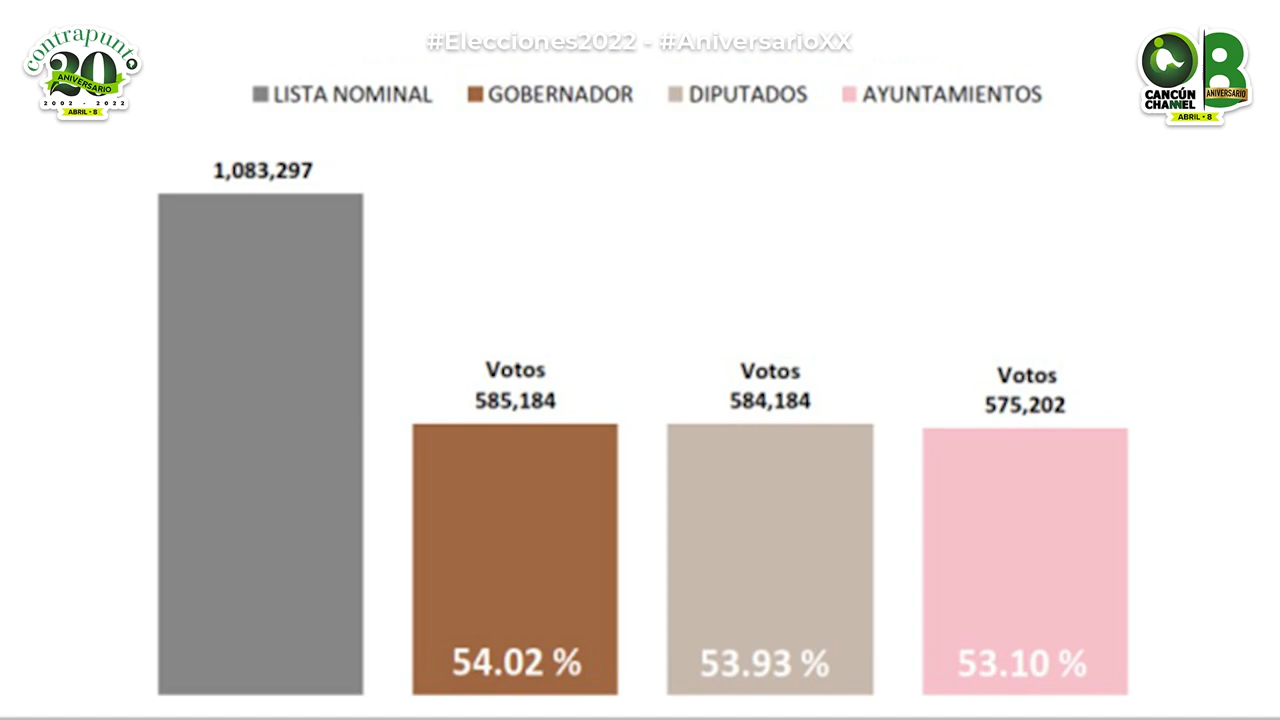 #Elecciones2022 - #AniversarioXX
contrapunto
20
ANIVERSARIO
2002 - 2022
ABRIL - 8
8
ANIVERSARIO
CANCÚN
CHANNEL
ABRIL - 8
LISTA NOMINAL GOBERNADOR DIPUTADOS AYUNTAMIENTOS
1,083,297
Votos
585,184
54.02 %
Votos
584,184
53.93 %
Votos
575,202
53.10 %